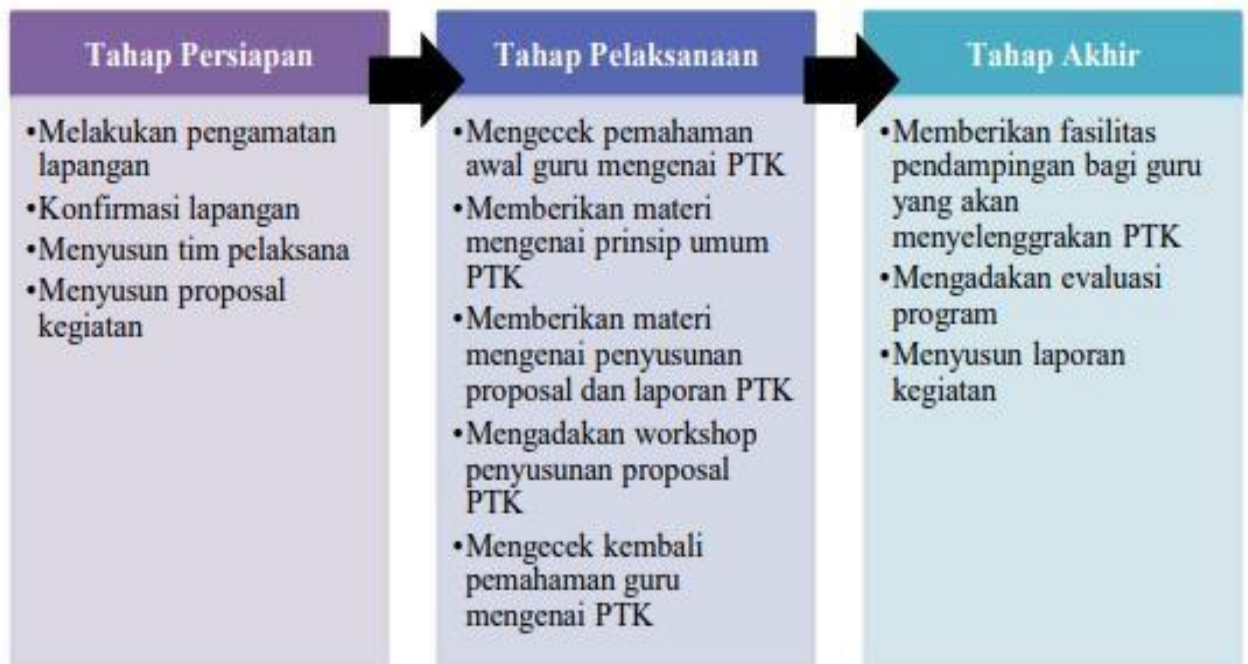 Tahap Persiapan
•Melakukan pengamatan
lapangan
•Konfirmasi lapangan
•Menyusun tim pelaksana
•Menyusun proposal
kegiatan
Tahap Pelaksanaan
•Mengecek pemahaman
awal guru mengenai PTK
•Memberikan materi
mengenai prinsip umum
PTK
•Memberikan materi
mengenai penyusunan
proposal dan laporan PTK
•Mengadakan workshop
penyusunan proposal
PTK
•Mengecek kembali
pemahaman guru
mengenai PTK
Tahap Akhir
•Memberikan fasilitas
pendampingan bagi guru
yang akan
menyelenggrakan PTK
•Mengadakan evaluasi
program
•Menyusun laporan
kegiatan